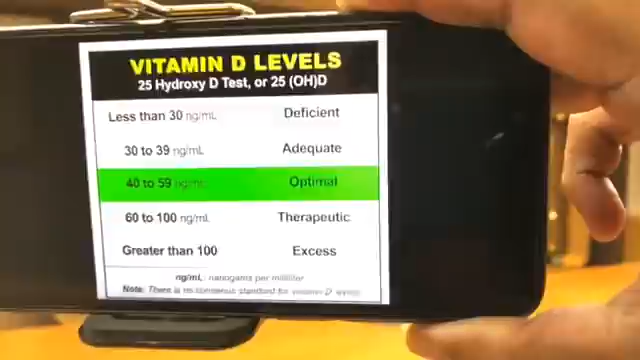 VITAMIN D LEVELS
25 Hydroxy D Test, or 25 (OH)D
Less than 30 ng/mL Deficient
30 to 39 ng/mL Adequate
40 to 59 ng/mL Optimal
60 to 100 ng/mL Therapeutic
Greater than 100 Excess
ng/mL: nanogams per milliliter
Note: There is no consensus standard for vitamin D levels